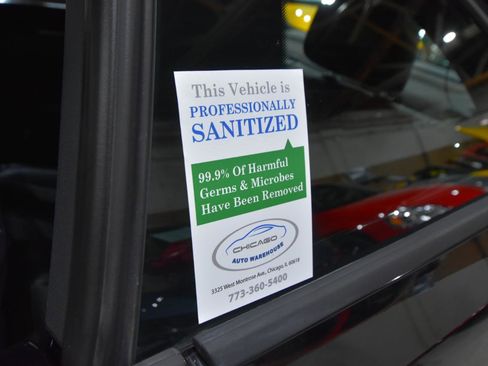 This Vehicle is
PROFESSIONALLY
SANITIZED
99.9% Of Harmful
Germs & Microbes
Have Been Removed
CHICAGO
AUTO WAREHOUSE
3325 West Montrose Ave., Chicago, IL 60618
773-360-5400